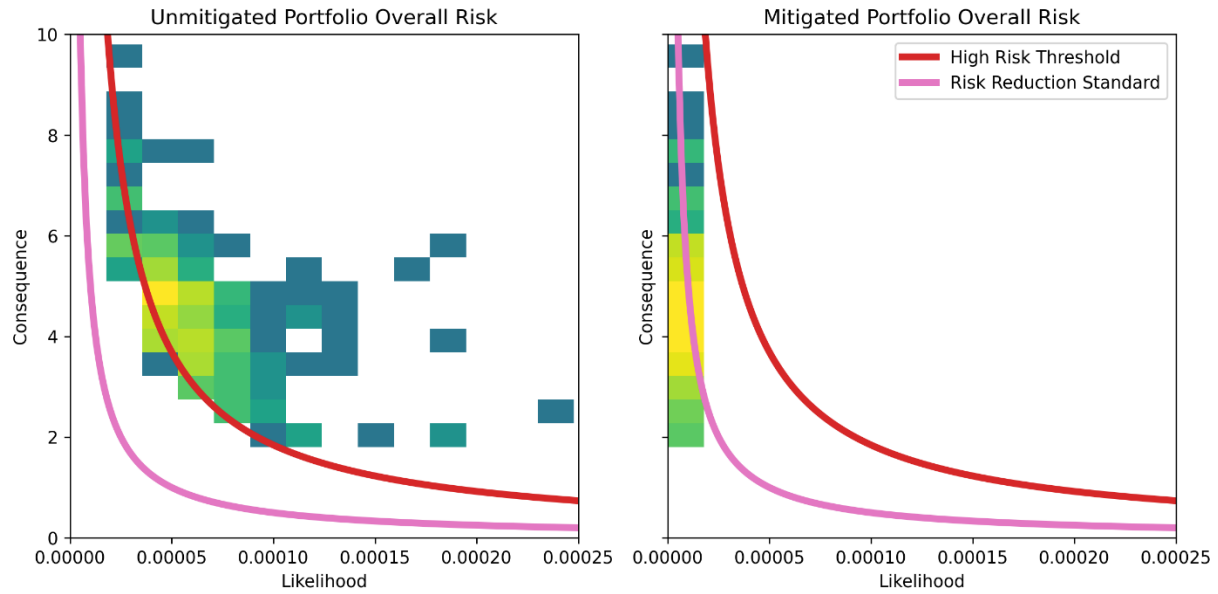 Unmitigated Portfolio Overall Risk
10
8
6
4
2
0
Consequence
0.00000 0.00005 0.00010 0.00015 0.00020 0.00025
Likelihood
Mitigated Portfolio Overall Risk
High Risk Threshold
Risk Reduction Standard
Consequence
0.00000 0.00005 0.00010 0.00015 0.00020 0.00025
Likelihood